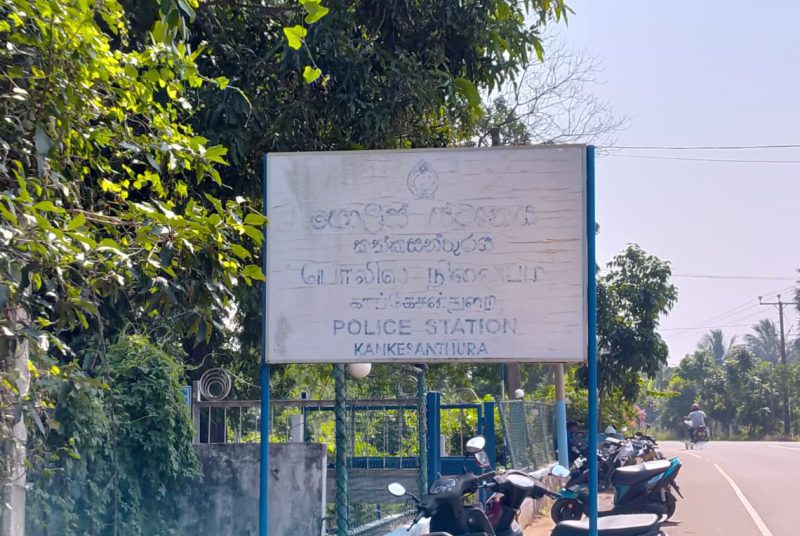 පොලිස් ස්ථානය
කන්කසන්තුරය
பொலிஸ் நிலையம்
காங்கேசன்துறை
POLICE STATION
KANKESANTHURA